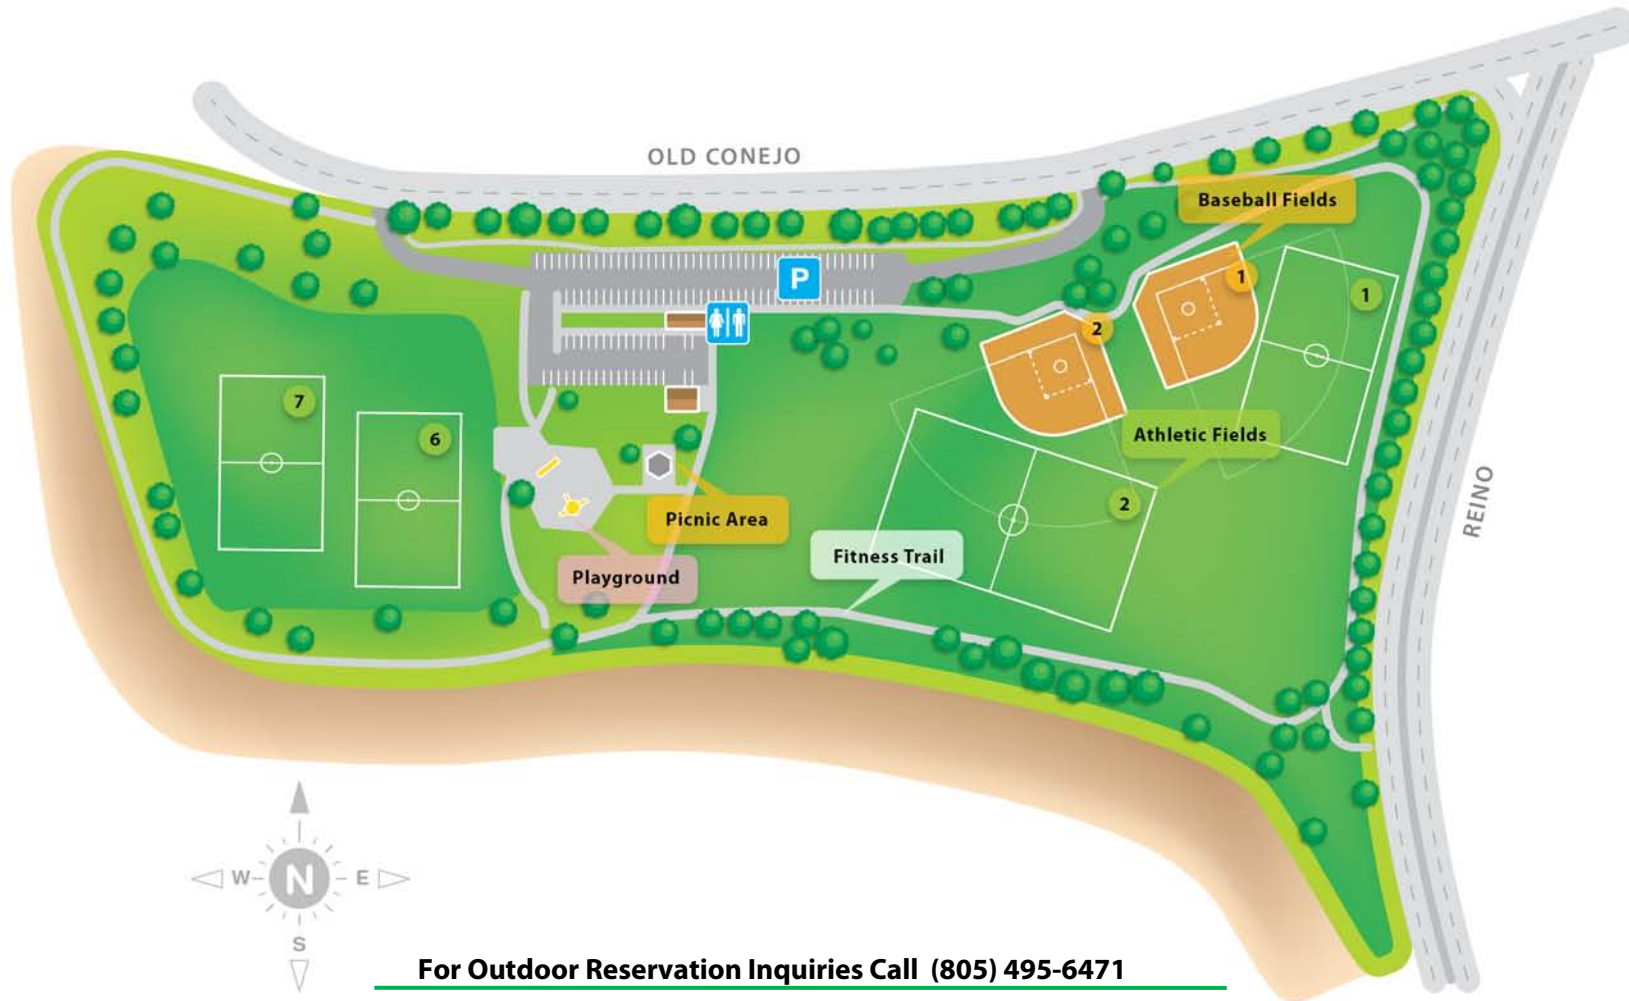 OLD CONEJO
Baseball Fields
1
1
P
2
7
6
Athletic Fields
2
REINO
Picnic Area
Fitness Trail
Playground
N
W
E
S
For Outdoor Reservation Inquiries Call (805) 495-6471